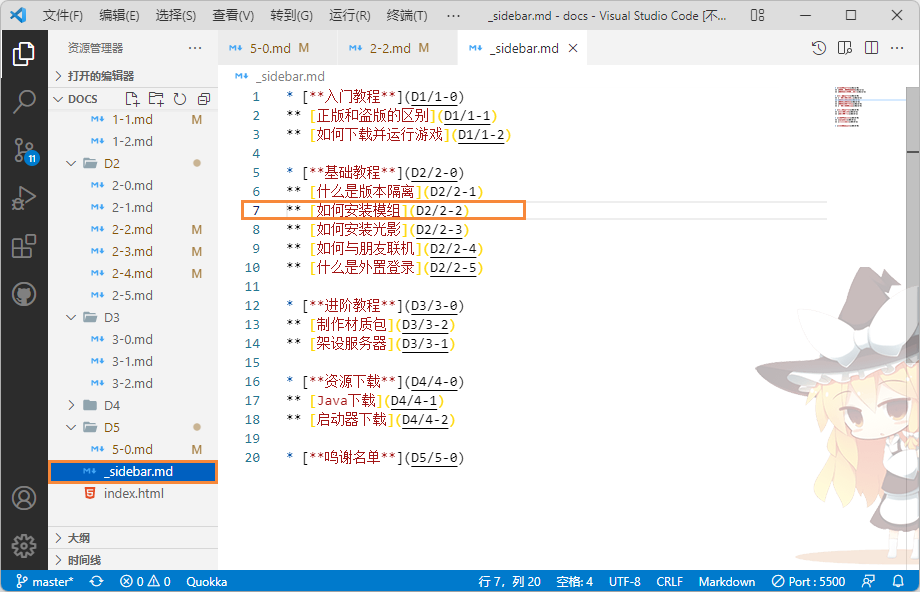 文件(F) 编辑(E) 选择(S) 查看(V) 转到(G) 运行(R) 终端(T) ··· _sidebar.md - docs - Visual Studio Code [不...
资源管理器 ···
打开的编辑器
DOCS
1-1.md M
1-2.md
D2
2-0.md
2-1.md
2-2.md M
2-3.md M
2-4.md M
2-5.md
D3
3-0.md
3-1.md
3-2.md
D4
D5
5-0.md M
_sidebar.md
index.html
大纲
时间线
11
5-0.md M 2-2.md M _sidebar.md
_sidebar.md
1 * [**入门教程**](D1/1-0)
2 ** [正版和盗版的区别](D1/1-1)
3 ** [如何下载并运行游戏](D1/1-2)
4
5 * [**基础教程**](D2/2-0)
6 ** [什么是版本隔离](D2/2-1)
7 ** [如何安装模组](D2/2-2)
8 ** [如何安装光影](D2/2-3)
9 ** [如何与朋友联机](D2/2-4)
10 ** [什么是外置登录](D2/2-5)
11
12 * [**进阶教程**](D3/3-0)
13 ** [制作材质包](D3/3-2)
14 ** [架设服务器](D3/3-1)
15
16 * [**资源下载**](D4/4-0)
17 ** [Java下载](D4/4-1)
18 ** [启动器下载](D4/4-2)
19
20 * [**鸣谢名单**](D5/5-0)
master* 0 0 Quokka 行 7，列 20 空格: 4 UTF-8 CRLF Markdown Port : 5500